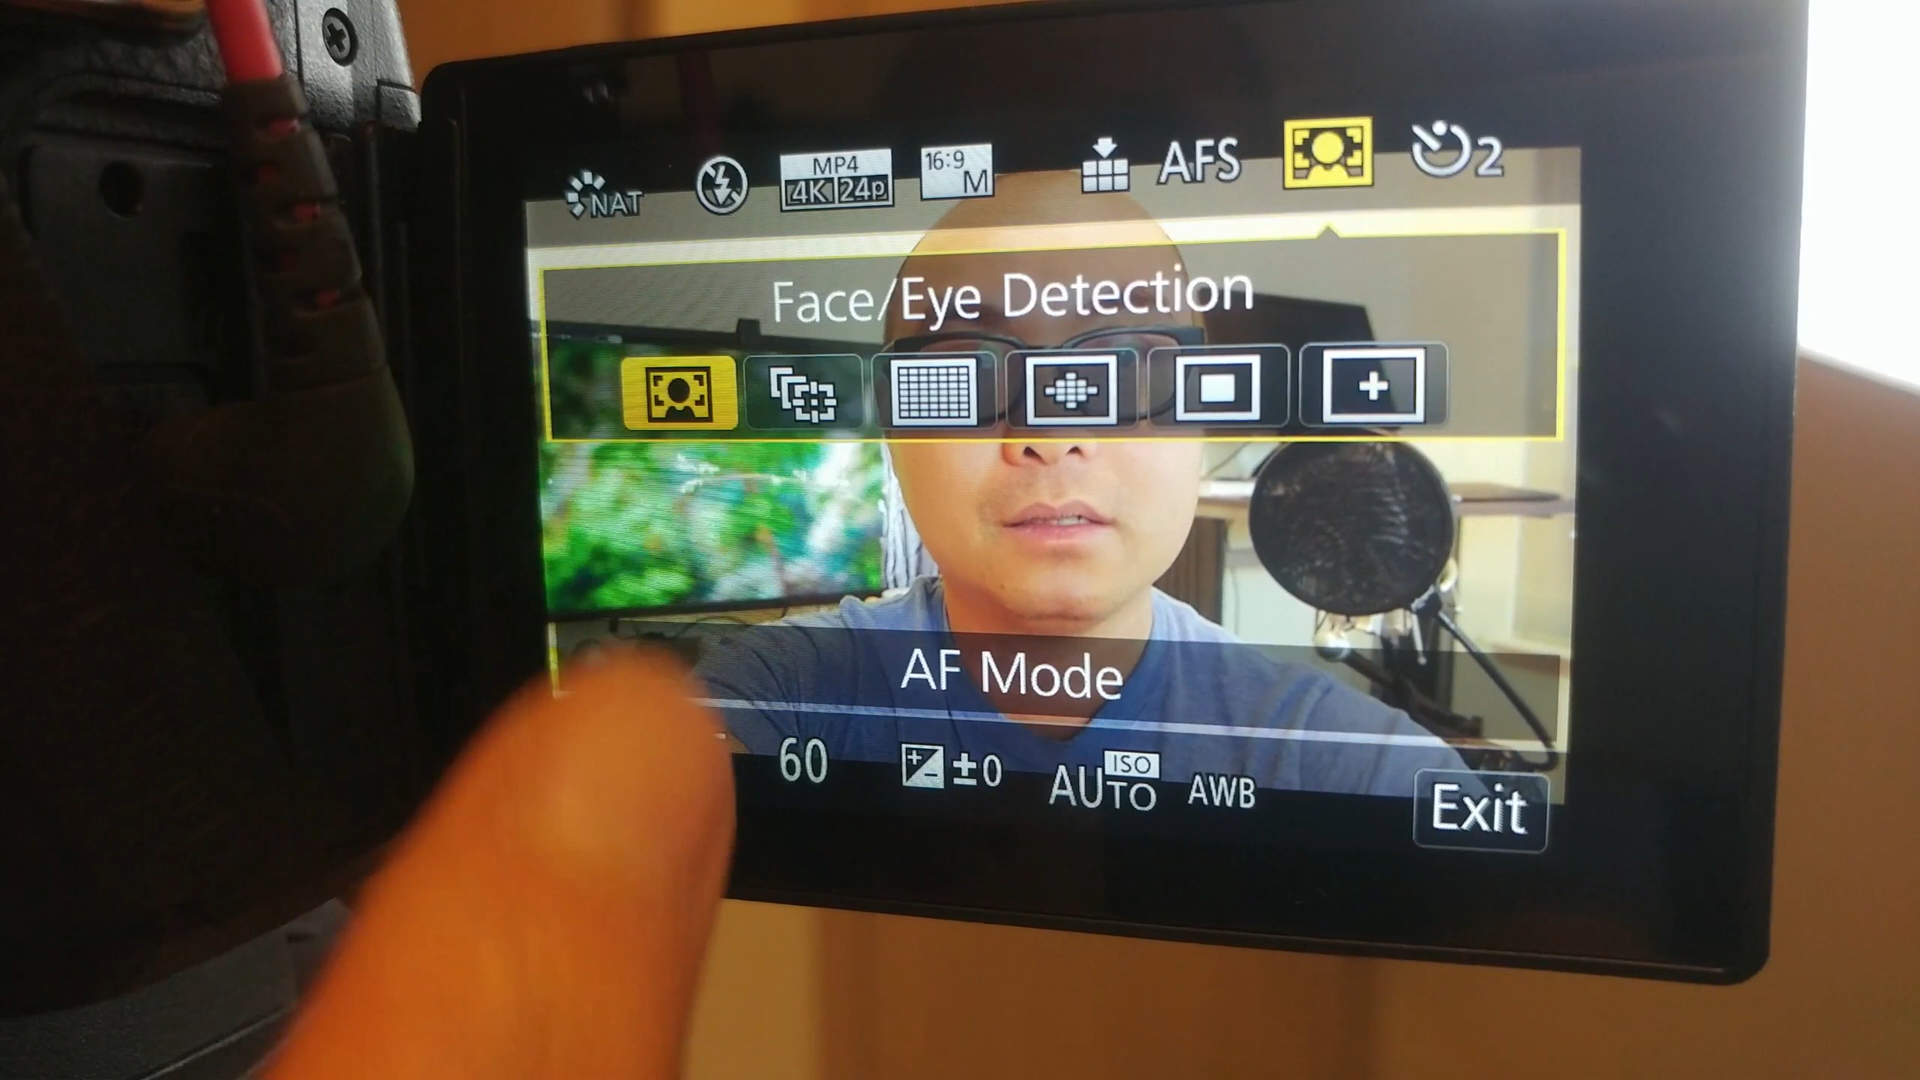 NAT MP4 4K 24p 16:9 M AFS 2
Face/Eye Detection
AF Mode
60 ±0 AUTO ISO AWB
Exit